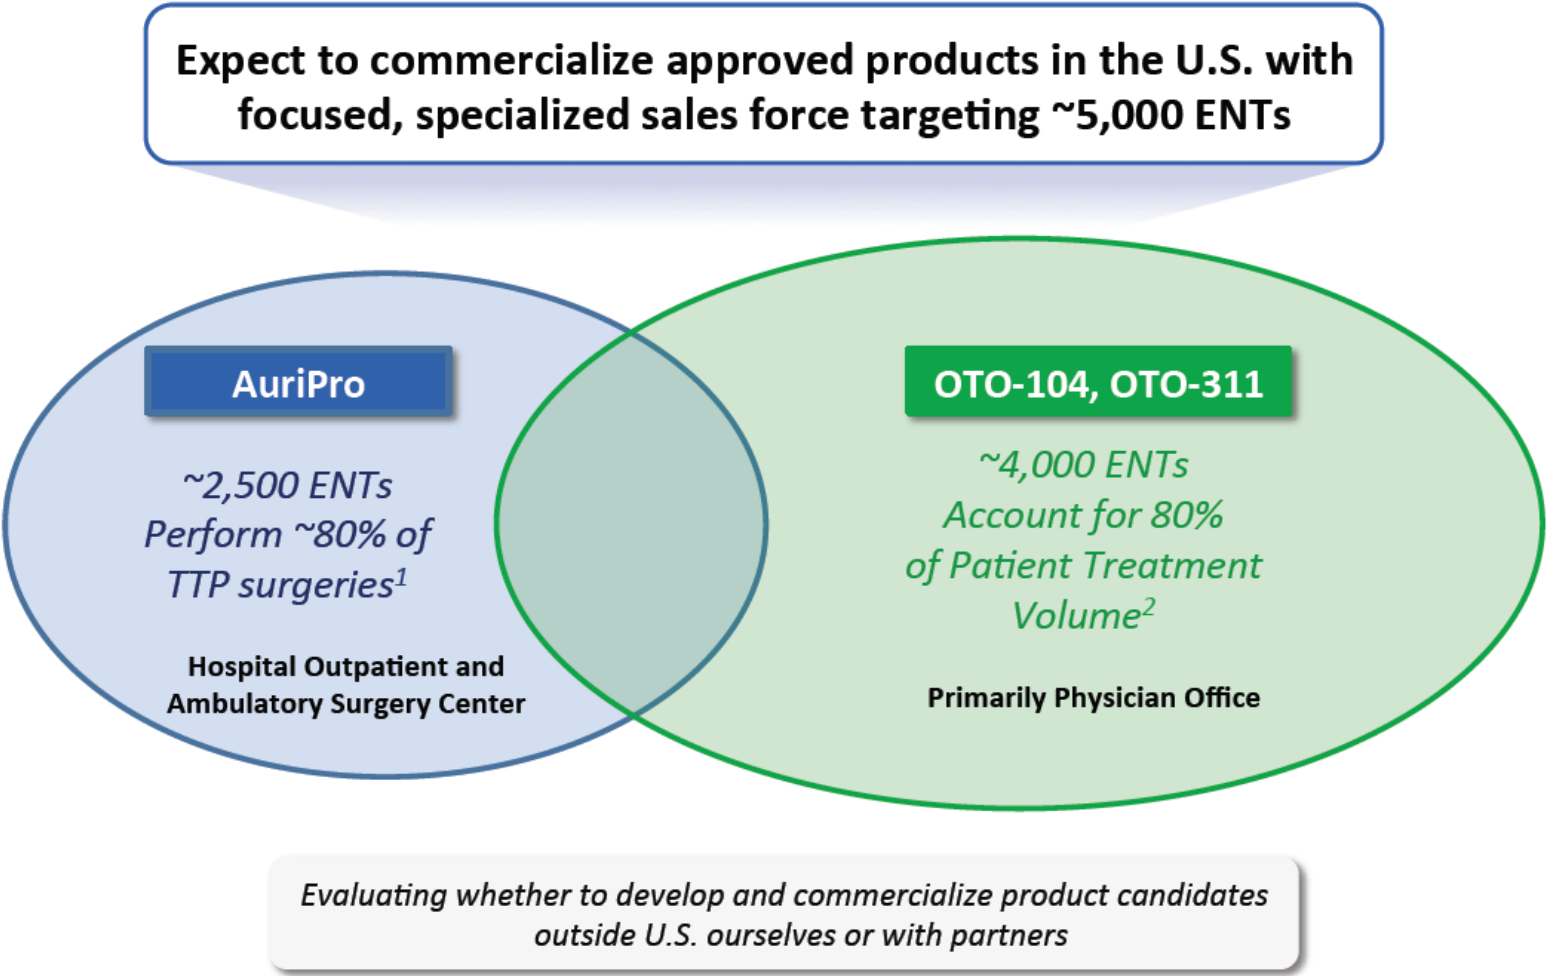 Expect to commercialize approved products in the U.S. with
focused, specialized sales force targeting ~5,000 ENTs
AuriPro
~2,500 ENTs
Perform ~80% of
TTP surgeries1
Hospital Outpatient and
Ambulatory Surgery Center
OTO-104, OTO-311
~4,000 ENTs
Account for 80%
of Patient Treatment
Volume2
Primarily Physician Office
Evaluating whether to develop and commercialize product candidates
outside U.S. ourselves or with partners